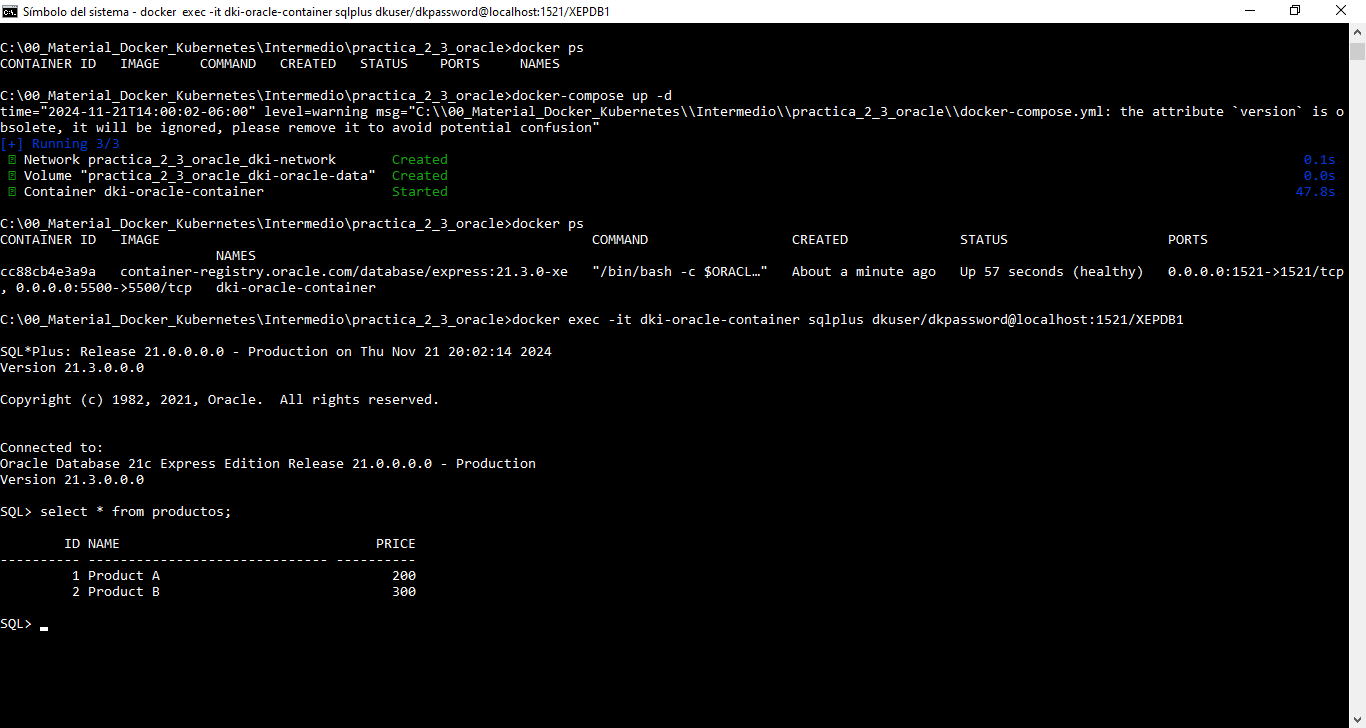 Símbolo del sistema - docker exec -it dki-oracle-container sqlplus dkuser/dkpassword@localhost:1521/XEPDB1
C:\00_Material_Docker_Kubernetes\Intermedio\practica_2_3_oracle>docker ps
CONTAINER ID   IMAGE     COMMAND   CREATED   STATUS    PORTS     NAMES
C:\00_Material_Docker_Kubernetes\Intermedio\practica_2_3_oracle>docker-compose up -d
time="2024-11-21T14:00:02-06:00" level=warning msg="C:\\00_Material_Docker_Kubernetes\\Intermedio\\practica_2_3_oracle\\docker-compose.yml: the attribute `version` is o
bsolete, it will be ignored, please remove it to avoid potential confusion"
[+] Running 3/3
Network practica_2_3_oracle_dki-network       Created       0.1s
Volume "practica_2_3_oracle_dki-oracle-data"  Created       0.0s
Container dki-oracle-container                Started       47.8s
C:\00_Material_Docker_Kubernetes\Intermedio\practica_2_3_oracle>docker ps
CONTAINER ID   IMAGE                                                      COMMAND                  CREATED              STATUS                    PORTS
NAMES
cc88cb4e3a9a   container-registry.oracle.com/database/express:21.3.0-xe   "/bin/bash -c $ORACL…"   About a minute ago   Up 57 seconds (healthy)   0.0.0.0:1521->1521/tcp
, 0.0.0.0:5500->5500/tcp   dki-oracle-container
C:\00_Material_Docker_Kubernetes\Intermedio\practica_2_3_oracle>docker exec -it dki-oracle-container sqlplus dkuser/dkpassword@localhost:1521/XEPDB1
SQL*Plus: Release 21.0.0.0.0 - Production on Thu Nov 21 20:02:14 2024
Version 21.3.0.0.0
Copyright (c) 1982, 2021, Oracle.  All rights reserved.
Connected to:
Oracle Database 21c Express Edition Release 21.0.0.0.0 - Production
Version 21.3.0.0.0
SQL> select * from productos;
ID NAME                                PRICE
---------- ------------------------------ ----------
1 Product A                             200
2 Product B                             300
SQL>